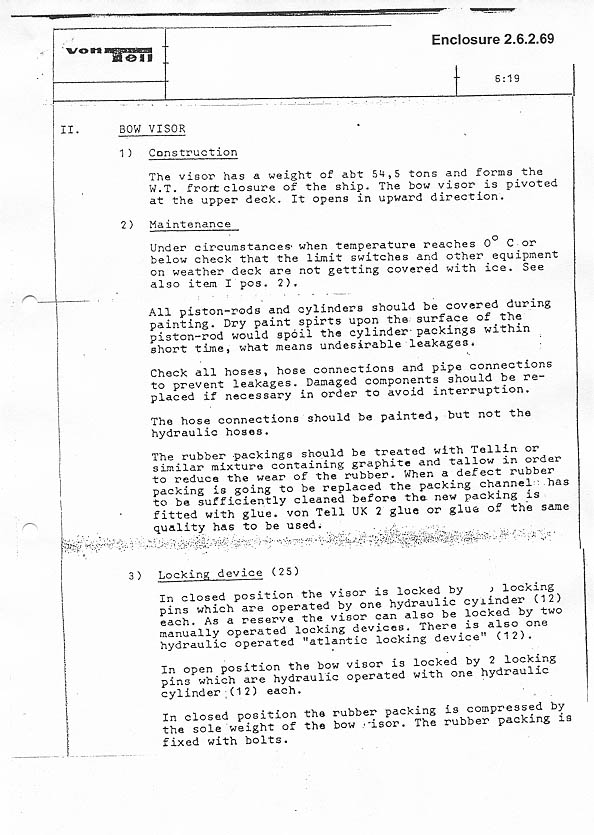 Enclosure 2.6.2.69
von
tell
6:19
II. BOW VISOR
1) Construction
The visor has a weight of abt 54,5 tons and forms the
W.T. front closure of the ship. The bow visor is pivoted
at the upper deck. It opens in upward direction.
2) Maintenance
Under circumstances when temperature reaches 0° C or
below check that the limit switches and other equipment
on weather deck are not getting covered with ice. See
also item I pos. 2).
All piston-rods and cylinders should be covered during
painting. Dry paint spirts upon the surface of the
piston-rod would spoil the cylinder packings within
short time, what means undesirable leakages.
Check all hoses, hose connections and pipe connections
to prevent leakages. Damaged components should be re-
placed if necessary in order to avoid interruption.
The hose connections should be painted, but not the
hydraulic hoses.
The rubber packings should be treated with Tellin or
similar mixture containing graphite and tallow in order
to reduce the wear of the rubber. When a defect rubber
packing is going to be replaced the packing channel has
to be sufficiently cleaned before the new packing is
fitted with glue. von Tell UK 2 glue or glue of the same
quality has to be used.
3) Locking device (25)
In closed position the visor is locked by locking
pins which are operated by one hydraulic cylinder (12)
each. As a reserve the visor can also be locked by two
manually operated locking devices. There is also one
hydraulic operated "atlantic locking device" (12).
In open position the bow visor is locked by 2 locking
pins which are hydraulic operated with one hydraulic
cylinder (12) each.
In closed position the rubber packing is compressed by
the sole weight of the bow visor. The rubber packing is
fixed with bolts.